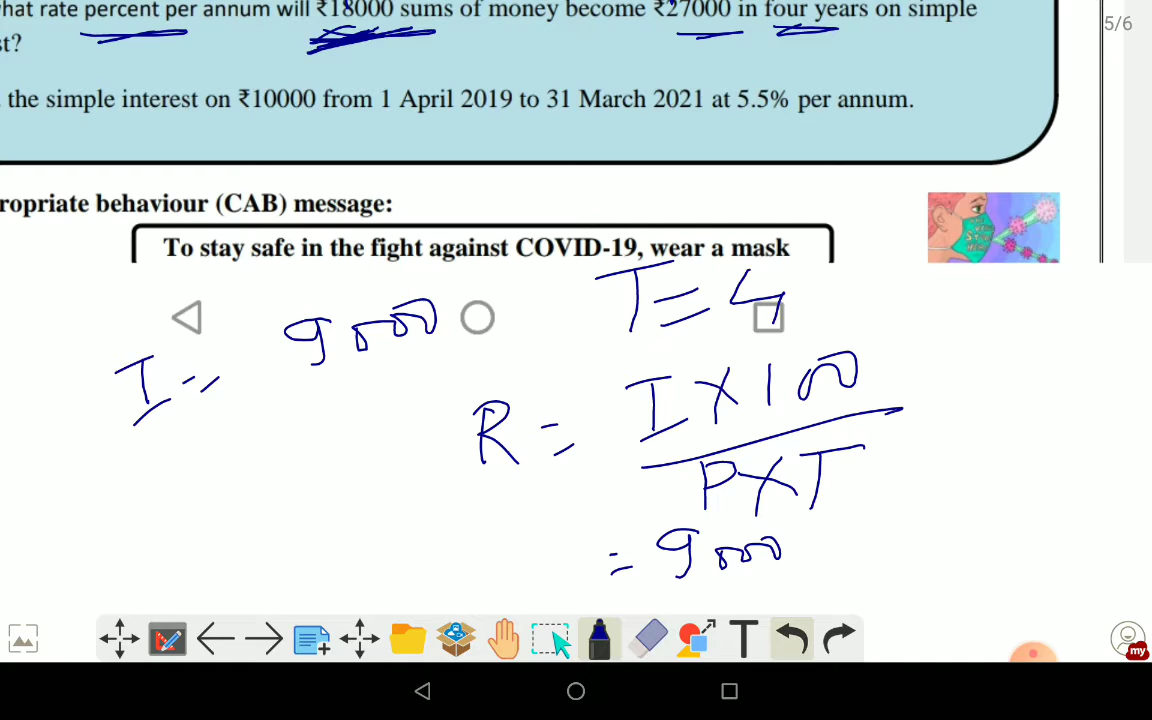 hat rate percent per annum will ₹18000 sums of money become ₹27000 in four years on simple
st?
the simple interest on ₹10000 from 1 April 2019 to 31 March 2021 at 5.5% per annum.
5/6
ropriate behaviour (CAB) message:
To stay safe in the fight against COVID-19, wear a mask
T = 4
I = 9000
R = I × 100
P × T
= 9000
T
my